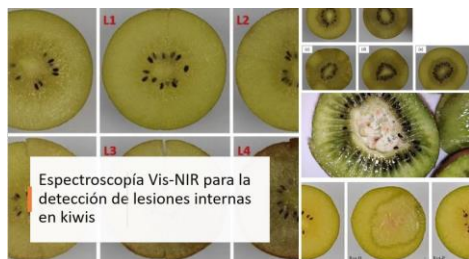 L1
L2
L3
L4
Espectroscopía Vis-NIR para la
detección de lesiones internas
en kiwis